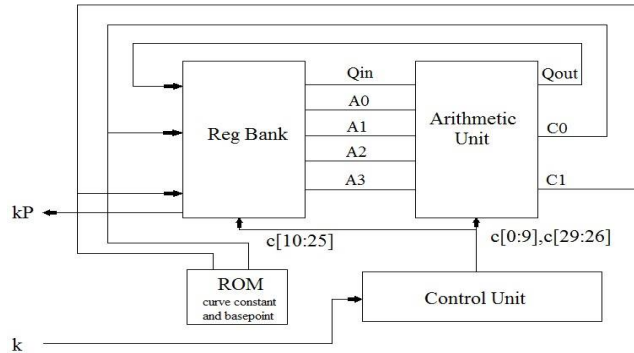 Qin
Qout
A0
Reg Bank
A1
Arithmetic
Unit
C0
A2
A3
C1
kP
c[10:25]
c[0:9],c[29:26]
ROM
curve constant
and basepoint
Control Unit
k